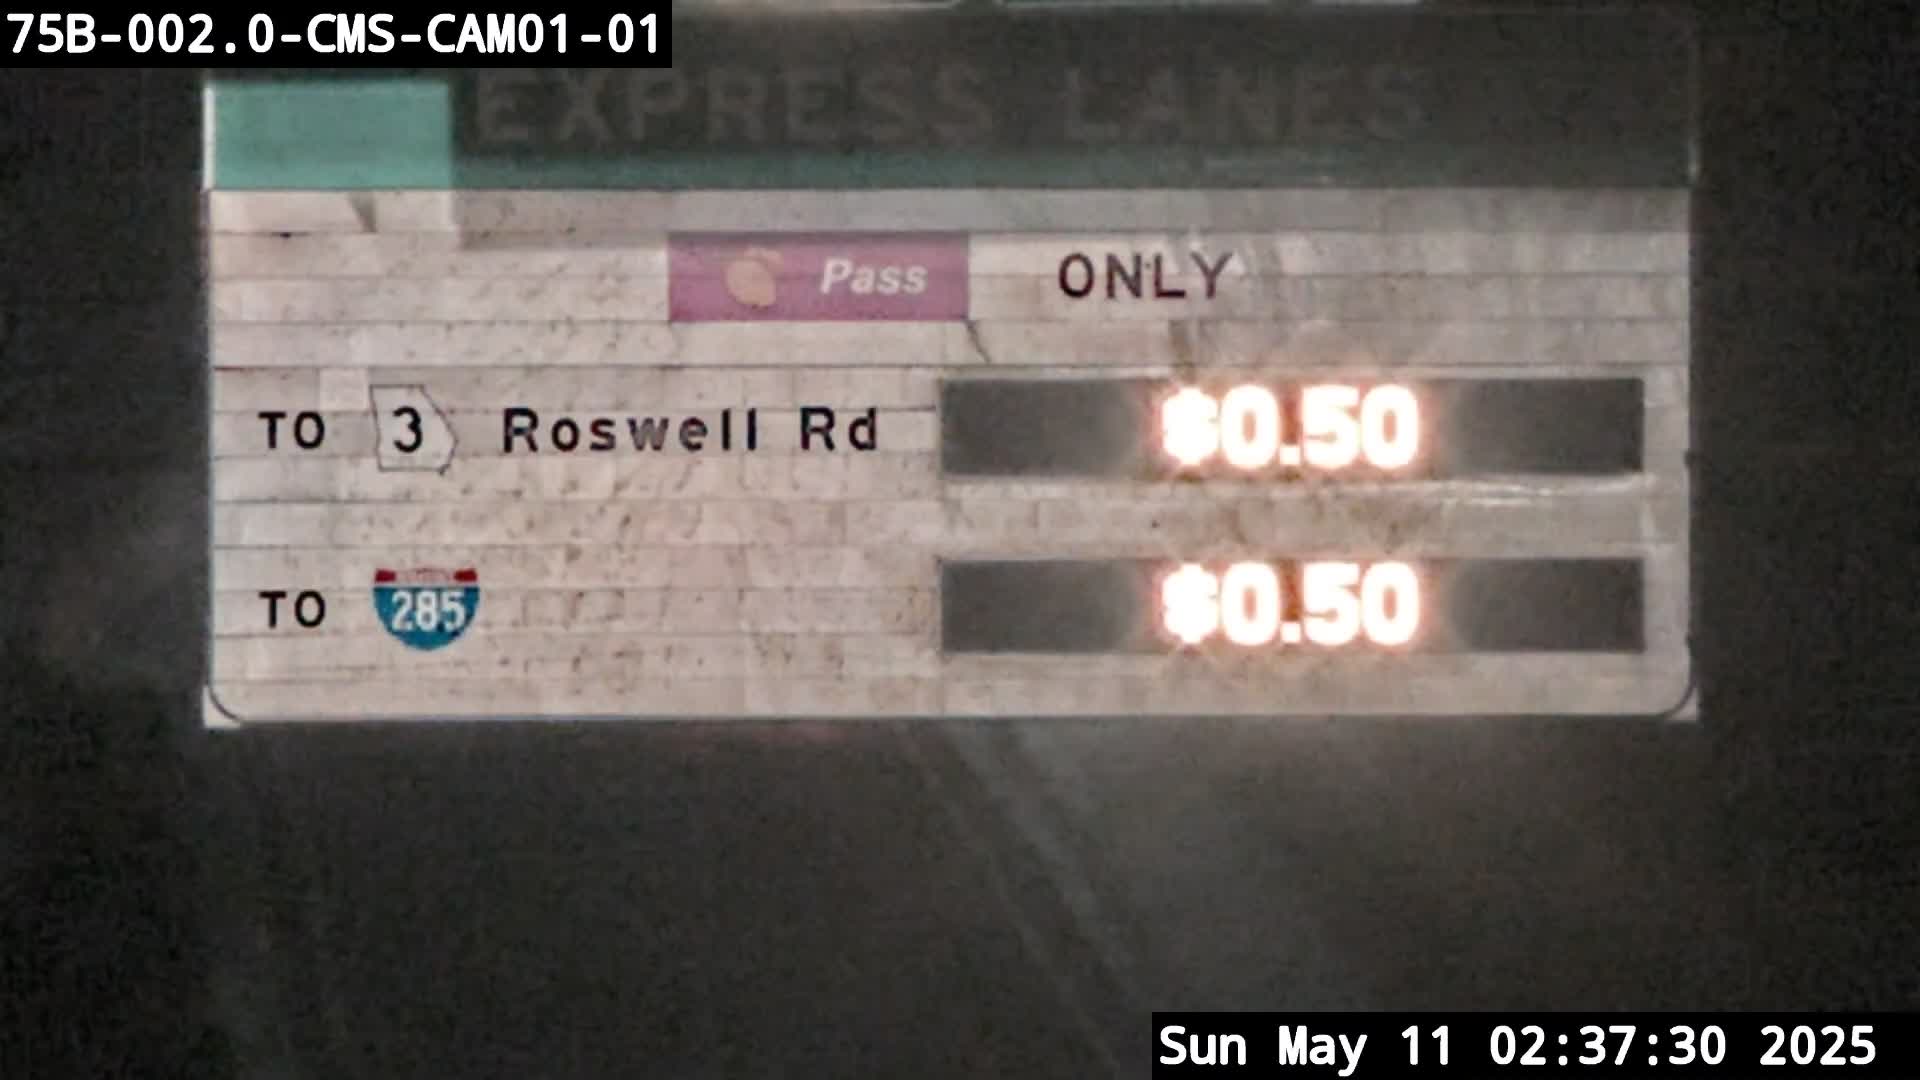 75B-002.0-CMS-CAM01-01
EXPRESS LANES
Pass ONLY
TO 3 Roswell Rd $0.50
TO 285 $0.50
Sun May 11 02:37:30 2025